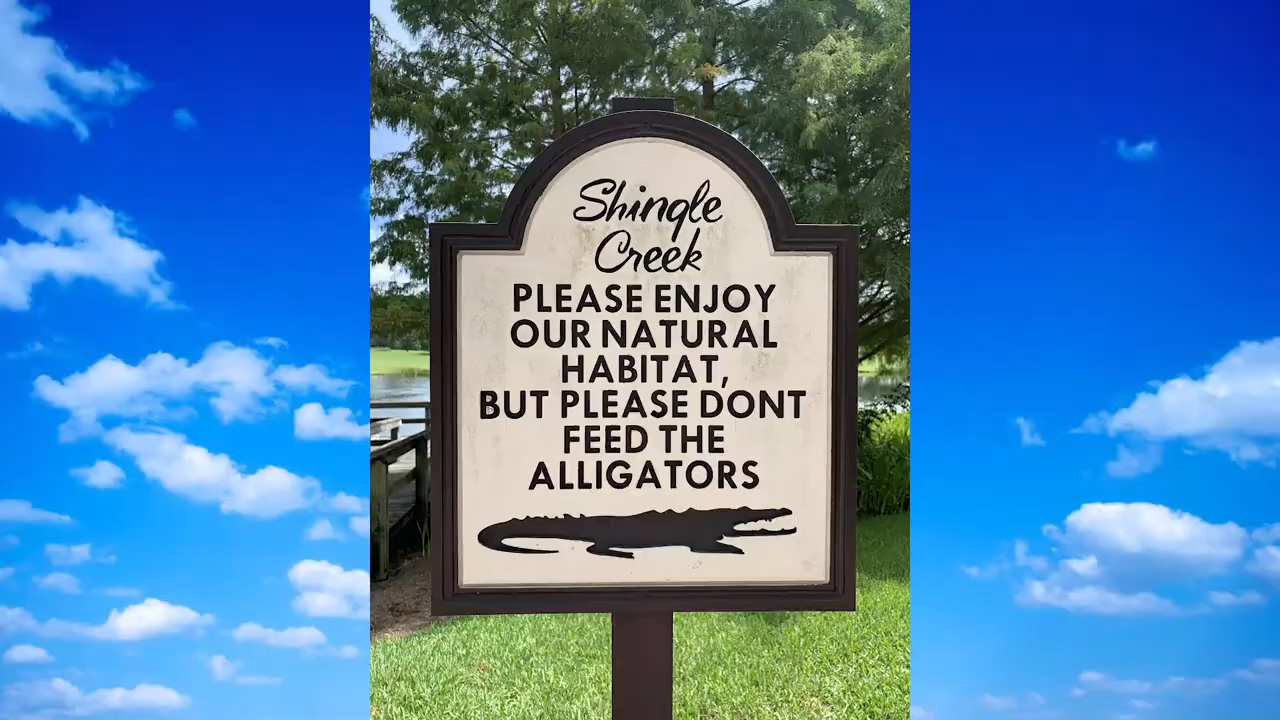 Shingle
Creek
PLEASE ENJOY
OUR NATURAL
HABITAT,
BUT PLEASE DONT
FEED THE
ALLIGATORS